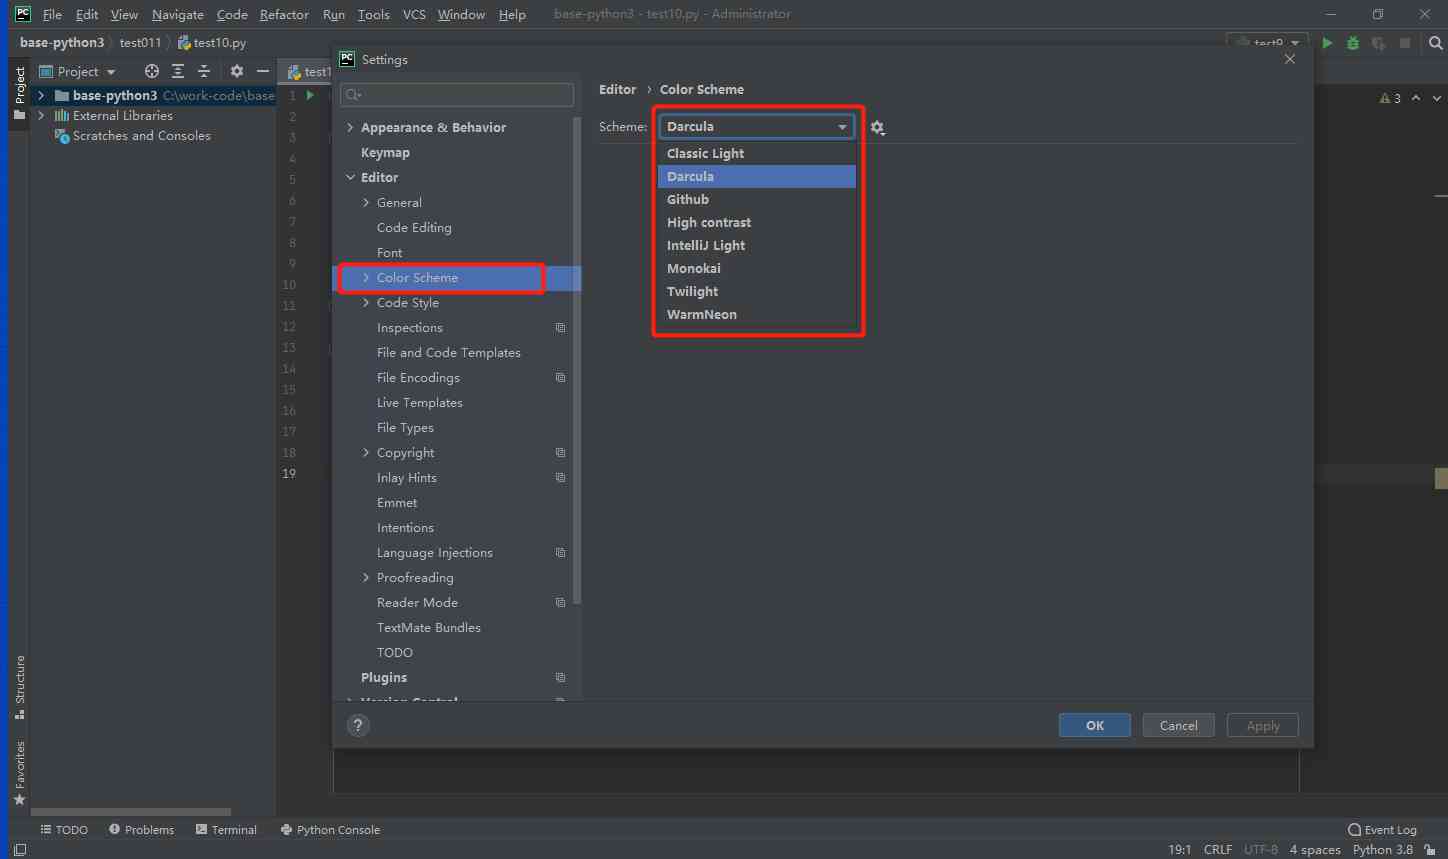 PC File Edit View Navigate Code Refactor Run Tools VCS Window Help base-python3 - test10.py - Administrator
base-python3 test011 test10.py test9
Project
Project
test1
base-python3 C:\work-code\base
External Libraries
Scratches and Consoles
1
2
3
4
5
6
7
8
9
10
11
12
13
14
15
16
17
18
19
3
PC Settings
Appearance & Behavior
Keymap
Editor
General
Code Editing
Font
Color Scheme
Code Style
Inspections
File and Code Templates
File Encodings
Live Templates
File Types
Copyright
Inlay Hints
Emmet
Intentions
Language Injections
Proofreading
Reader Mode
TextMate Bundles
TODO
Plugins
Version Control
Editor › Color Scheme
Scheme: Darcula
Classic Light
Darcula
Github
High contrast
IntelliJ Light
Monokai
Twilight
WarmNeon
? OK Cancel Apply
Structure
Favorites
TODO Problems Terminal Python Console Event Log
19:1 CRLF UTF-8 4 spaces Python 3.8